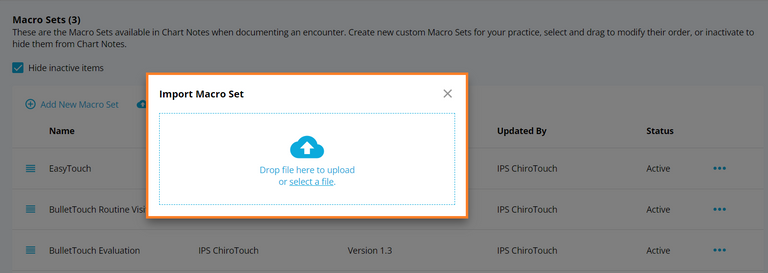 Macro Sets (3)
These are the Macro Sets available in Chart Notes when documenting an encounter. Create new custom Macro Sets for your practice, select and drag to modify their order, or inactivate to
hide them from Chart Notes.
Hide inactive items
Add New Macro Set
Import Macro Set
Drop file here to upload
or select a file.
Name Updated By Status
EasyTouch IPS ChiroTouch Active
BulletTouch Routine Visi IPS ChiroTouch Active
BulletTouch Evaluation IPS ChiroTouch Version 1.3 IPS ChiroTouch Active